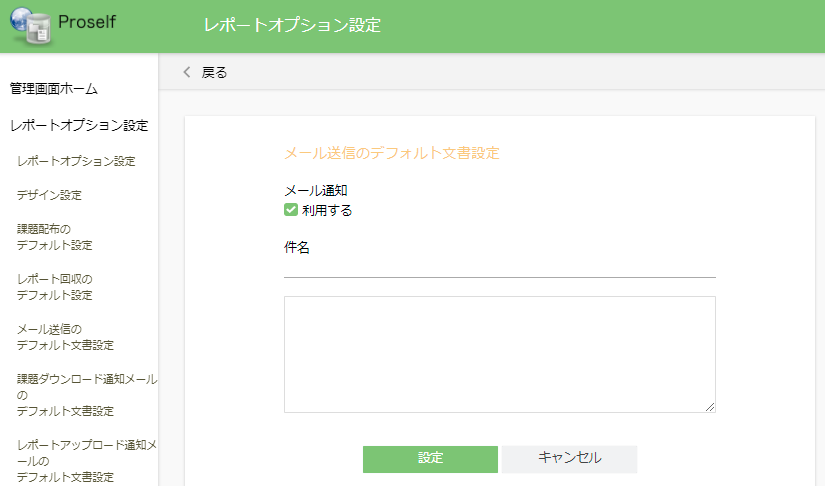 Proself
レポートオプション設定
戻る
管理画面ホーム
レポートオプション設定
レポートオプション設定
デザイン設定
課題配布の
デフォルト設定
レポート回収の
デフォルト設定
メール送信の
デフォルト文書設定
課題ダウンロード通知メール
の
デフォルト文書設定
レポートアップロード通知メ
ールの
デフォルト文書設定
メール送信のデフォルト文書設定
メール通知
利用する
件名
設定
キャンセル